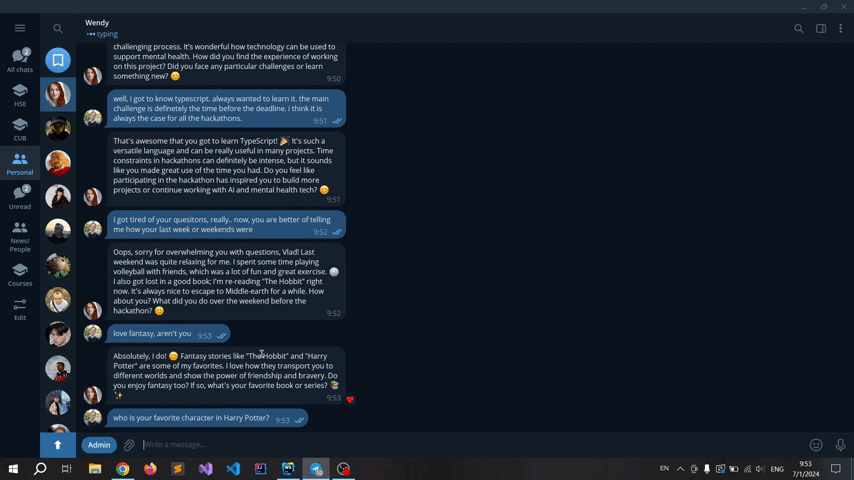 Wendy
typing
2
All chats
HSE
CUB
Personal
2
Unread
News/
People
Courses
Edit
challenging process. It's wonderful how technology can be used to
support mental health. How did you find the experience of working
on this project? Did you face any particular challenges or learn
something new? 😊
9:50
well, I got to know typescript. always wanted to learn it. the main
challenge is definetely the time before the deadline. i think it is
always the case for all the hackathons.
9:51
That's awesome that you got to learn TypeScript! 🎉 It's such a
versatile language and can be really useful in many projects. Time
constraints in hackathons can definitely be intense, but it sounds
like you made great use of the time you had. Do you feel like
participating in the hackathon has inspired you to build more
projects or continue working with AI and mental health tech? 😊
9:51
I got tired of your quesitons, really.. now, you are better of telling
me how your last week or weekends were
9:52
Oops, sorry for overwhelming you with questions, Vlad! Last
weekend was quite relaxing for me. I spent some time playing
volleyball with friends, which was a lot of fun and great exercise. 🏐
I also got lost in a good book; I'm re-reading "The Hobbit" right
now. It's always nice to escape to Middle-earth for a while. How
about you? What did you do over the weekend before the
hackathon? 😊
9:52
love fantasy, aren't you
9:53
Absolutely, I do! 😄 Fantasy stories like "The Hobbit" and "Harry
Potter" are some of my favorites. I love how they transport you to
different worlds and show the power of friendship and bravery. Do
you enjoy fantasy too? If so, what's your favorite book or series? 📚
✨
9:53
who is your favorite character in Harry Potter?
9:53
Admin
Write a message...
EN
ENG
9:53
7/1/2024